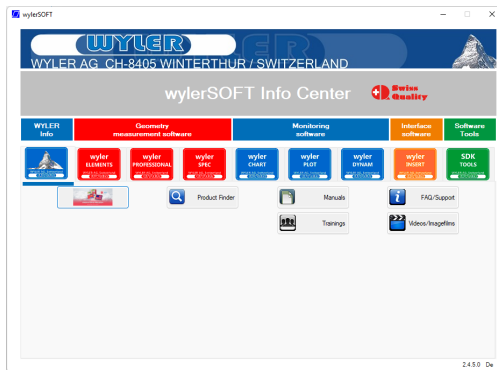 wylerSOFT
WYLER
WYLER AG CH-8405 WINTERTHUR / SWITZERLAND
wylerSOFT Info Center
Swiss
Quality
WYLER
Info
Geometry
measurement software
Monitoring
software
Interface
software
Software
Tools
wyler
ELEMENTS
wyler
PROFESSIONAL
wyler
SPEC
wyler
CHART
wyler
PLOT
wyler
DYNAM
wyler
INSERT
SDK
TOOLS
Product Finder
Manuals
FAQ/Support
Trainings
Videos/Imagefilms
2.4.5.0 De